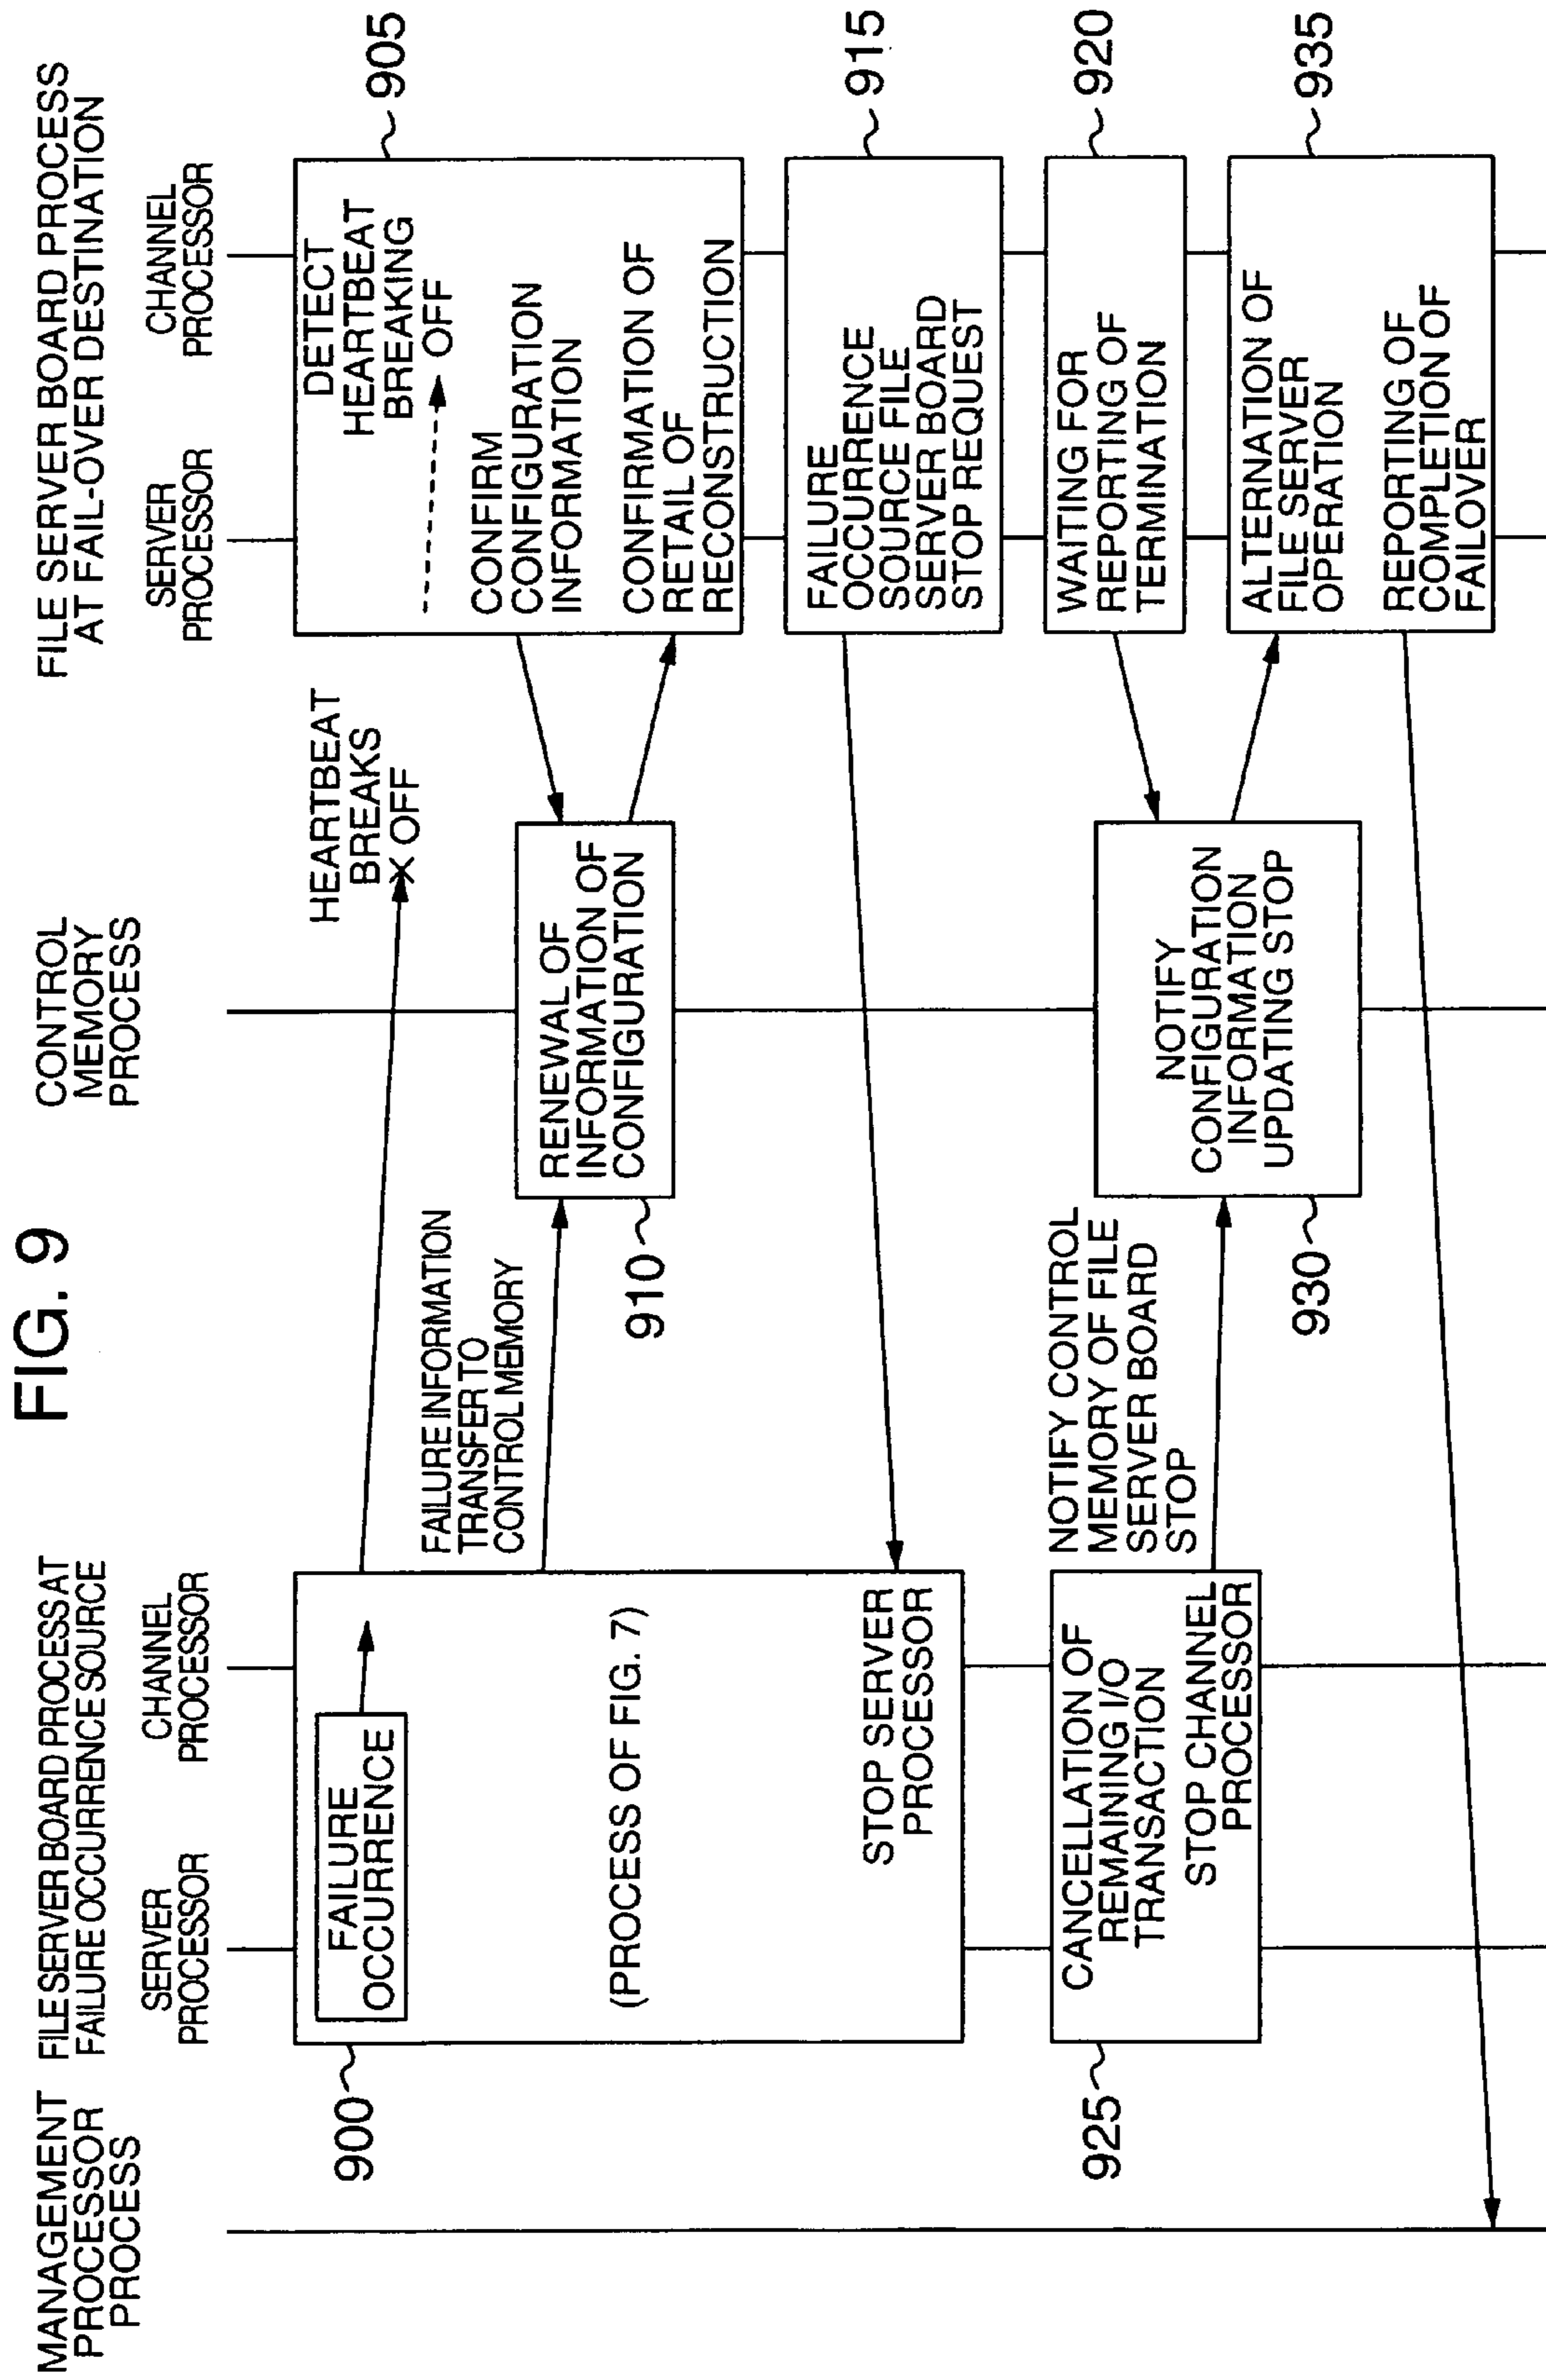 FIG. 9
MANAGEMENT
PROCESSOR
PROCESS
FILE SERVER BOARD PROCESS AT
FAILURE OCCURRENCE SOURCE
SERVER
PROCESSOR
CHANNEL
PROCESSOR
CONTROL
MEMORY
PROCESS
FILE SERVER BOARD PROCESS
AT FAIL-OVER DESTINATION
SERVER
PROCESSOR
CHANNEL
PROCESSOR
900
FAILURE
OCCURRENCE
(PROCESS OF FIG. 7)
STOP SERVER
PROCESSOR
HEARTBEAT
BREAKS
X OFF
FAILURE INFORMATION
TRANSFER TO
CONTROL MEMORY
910
RENEWAL OF
INFORMATION OF
CONFIGURATION
DETECT
HEARTBEAT
BREAKING
OFF
CONFIRM
CONFIGURATION
INFORMATION
CONFIRMATION OF
RETAIL OF
RECONSTRUCTION
905
FAILURE
OCCURRENCE
SOURCE FILE
SERVER BOARD
STOP REQUEST
915
925
CANCELLATION OF
REMAINING I/O
TRANSACTION
STOP CHANNEL
PROCESSOR
NOTIFY CONTROL
MEMORY OF FILE
SERVER BOARD
STOP
930
NOTIFY
CONFIGURATION
INFORMATION
UPDATING STOP
WAITING FOR
REPORTING OF
TERMINATION
920
ALTERNATION OF
FILE SERVER
OPERATION
REPORTING OF
COMPLETION OF
FAILOVER
935